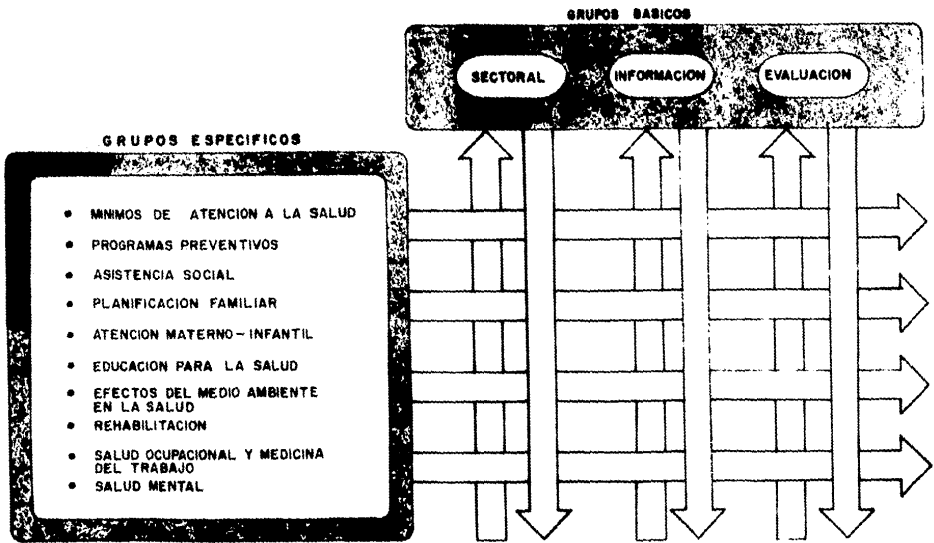 GRUPOS BASICOS
SECTORAL
INFORMACION
EVALUACION
GRUPOS ESPECIFICOS
• MINIMOS DE ATENCION A LA SALUD
• PROGRAMAS PREVENTIVOS
• ASISTENCIA SOCIAL
• PLANIFICACION FAMILIAR
• ATENCION MATERNO-INFANTIL
• EDUCACION PARA LA SALUD
• EFECTOS DEL MEDIO AMBIENTE
EN LA SALUD
• REHABILITACION
• SALUD OCUPACIONAL Y MEDICINA
DEL TRABAJO
• SALUD MENTAL